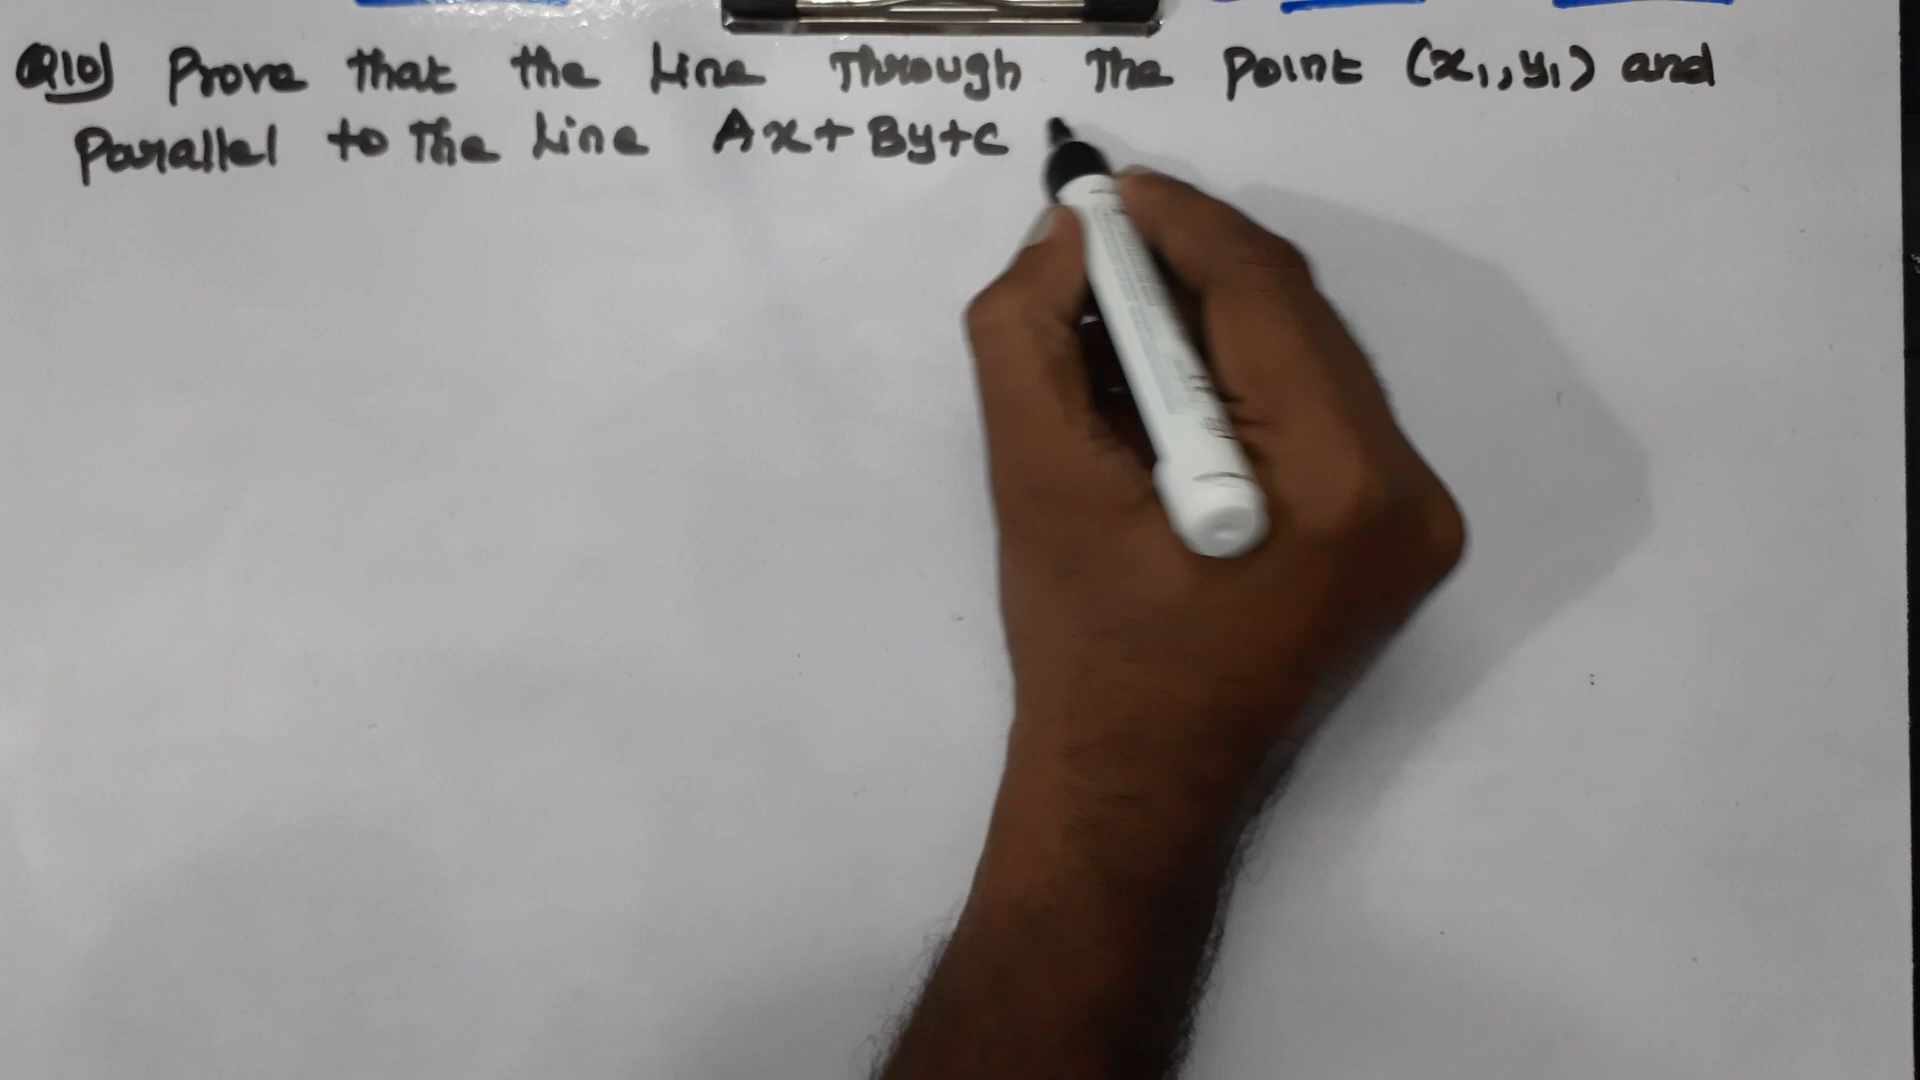 Q10) Prove that the Line Through The Point (x₁,y₁) and
Parallel to The Line Ax+By+c